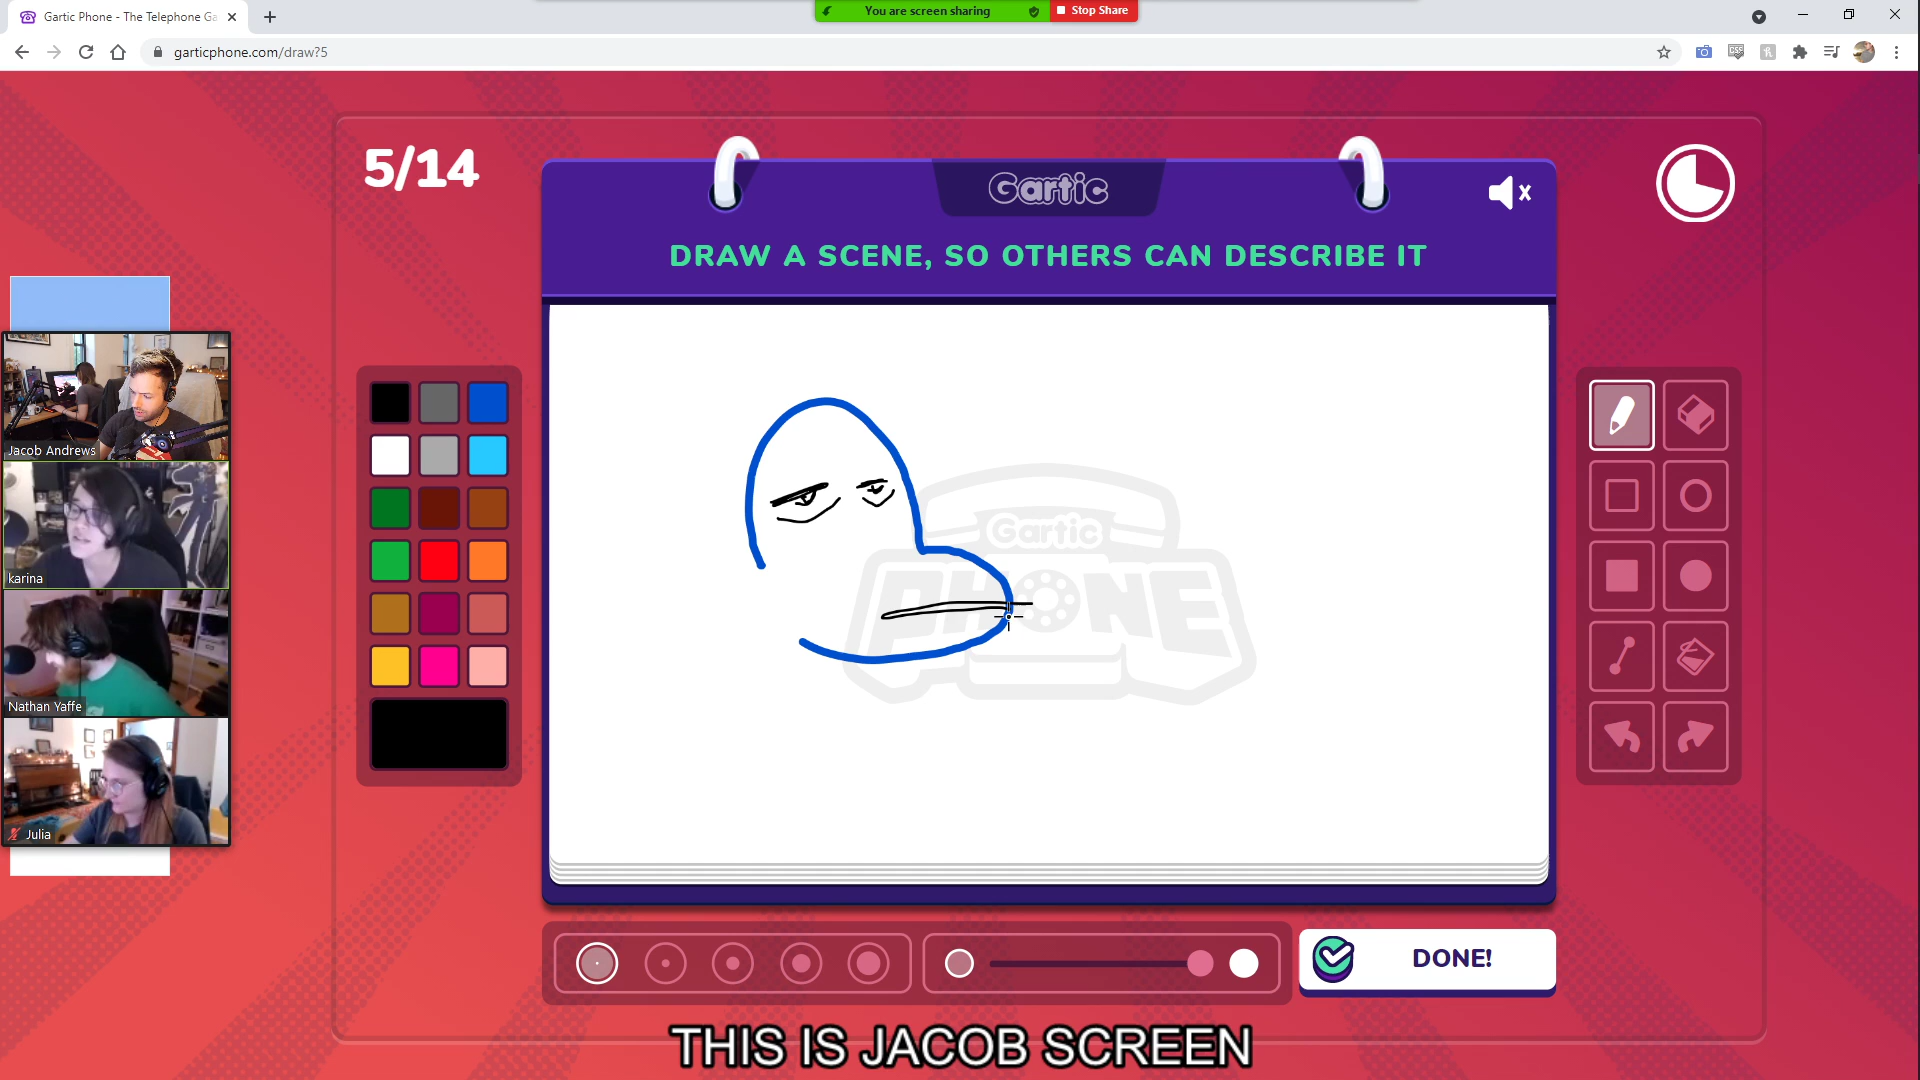 Gartic Phone - The Telephone Ga
You are screen sharing
Stop Share
garticphone.com/draw?5
5/14
Gartic
DRAW A SCENE, SO OTHERS CAN DESCRIBE IT
Jacob Andrews
karina
Nathan Yaffe
Julia
Gartic
PHONE
DONE!
THIS IS JACOB SCREEN